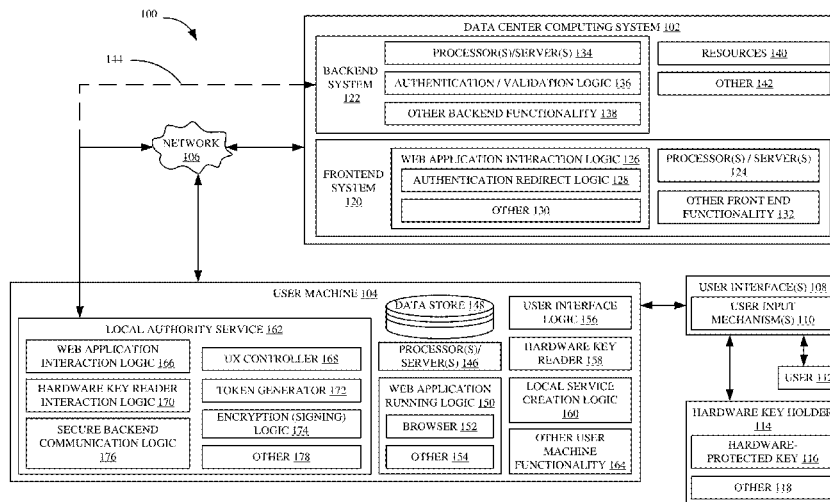 100
144
DATA CENTER COMPUTING SYSTEM 102
BACKEND
SYSTEM
122
PROCESSOR(S)/SERVER(S) 134
AUTHENTICATION / VALIDATION LOGIC 136
OTHER BACKEND FUNCTIONALITY 138
RESOURCES 140
OTHER 142
NETWORK
106
FRONTEND
SYSTEM
120
WEB APPLICATION INTERACTION LOGIC 126
AUTHENTICATION REDIRECT LOGIC 128
OTHER 130
PROCESSOR(S) / SERVER(S)
124
OTHER FRONT END
FUNCTIONALITY 132
USER MACHINE 104
LOCAL AUTHORITY SERVICE 162
WEB APPLICATION
INTERACTION LOGIC
166
HARDWARE KEY READER
INTERACTION LOGIC
170
SECURE BACKEND
COMMUNICATION LOGIC
176
UX CONTROLLER 168
TOKEN GENERATOR 172
ENCRYPTION (SIGNING)
LOGIC 174
OTHER 178
DATA STORE 148
PROCESSOR(S)/
SERVER(S) 146
WEB APPLICATION
RUNNING LOGIC 150
BROWSER 152
OTHER 154
USER INTERFACE
LOGIC 156
HARDWARE KEY
READER 158
LOCAL SERVICE
CREATION LOGIC
160
OTHER USER
MACHINE
FUNCTIONALITY 164
USER INTERFACE(S) 108
USER INPUT
MECHANISM(S) 110
USER 112
HARDWARE KEY HOLDER
114
HARDWARE-
PROTECTED KEY 116
OTHER 118